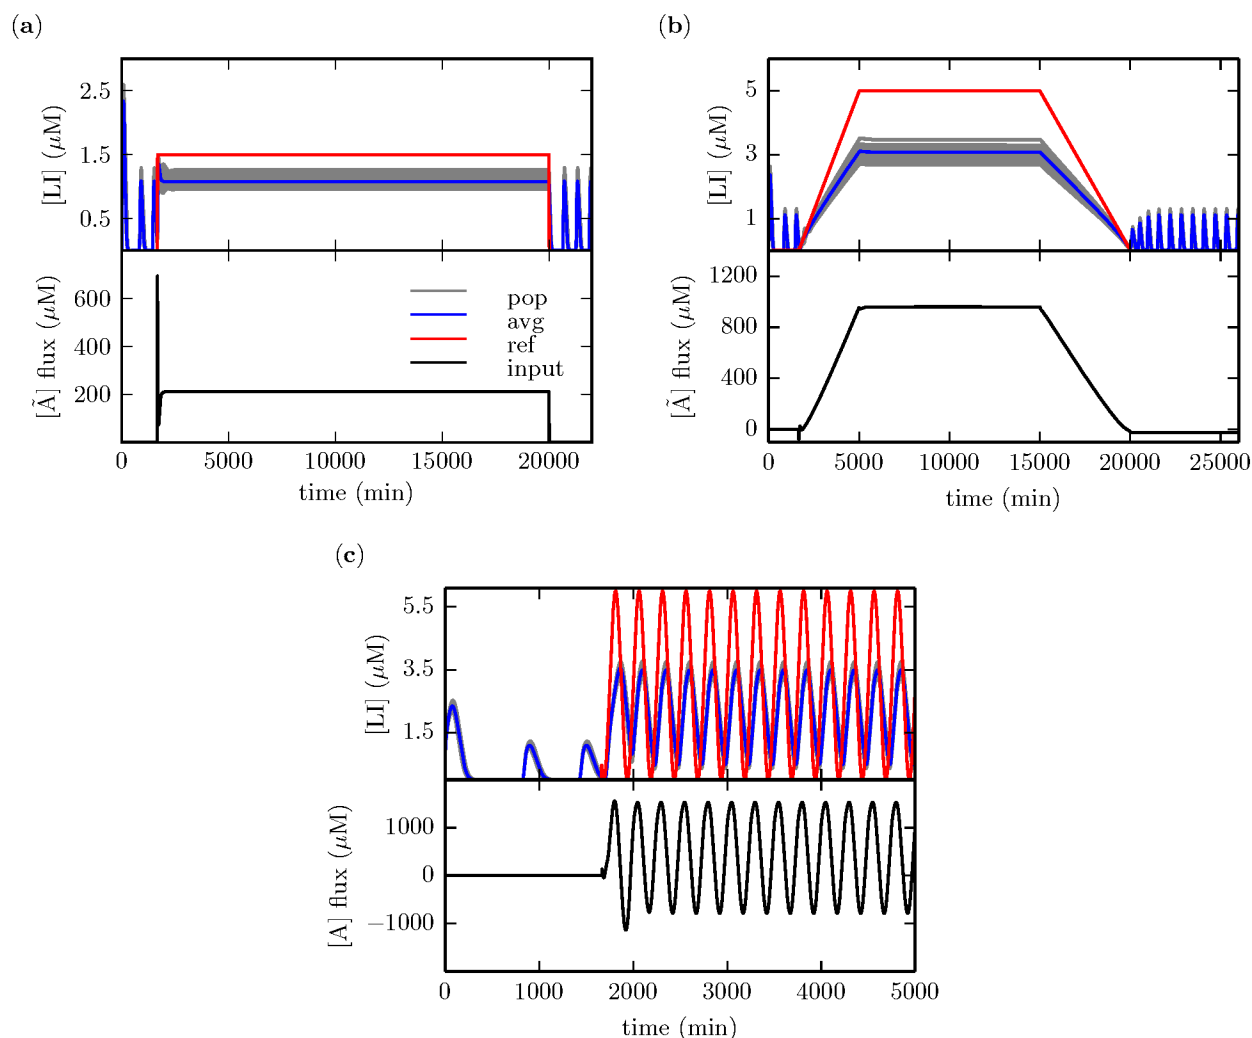 (a)
[LI] (μM)
2.5
1.5
0.5
[Ã] flux (μM)
600
400
200
pop
avg
ref
input
0 5000 10000 15000 20000
time (min)
(b)
[LI] (μM)
5
3
1
[Ã] flux (μM)
1200
800
400
0
0 5000 10000 15000 20000 25000
time (min)
(c)
[LI] (μM)
5.5
3.5
1.5
[A] flux (μM)
1000
0
−1000
0 1000 2000 3000 4000 5000
time (min)